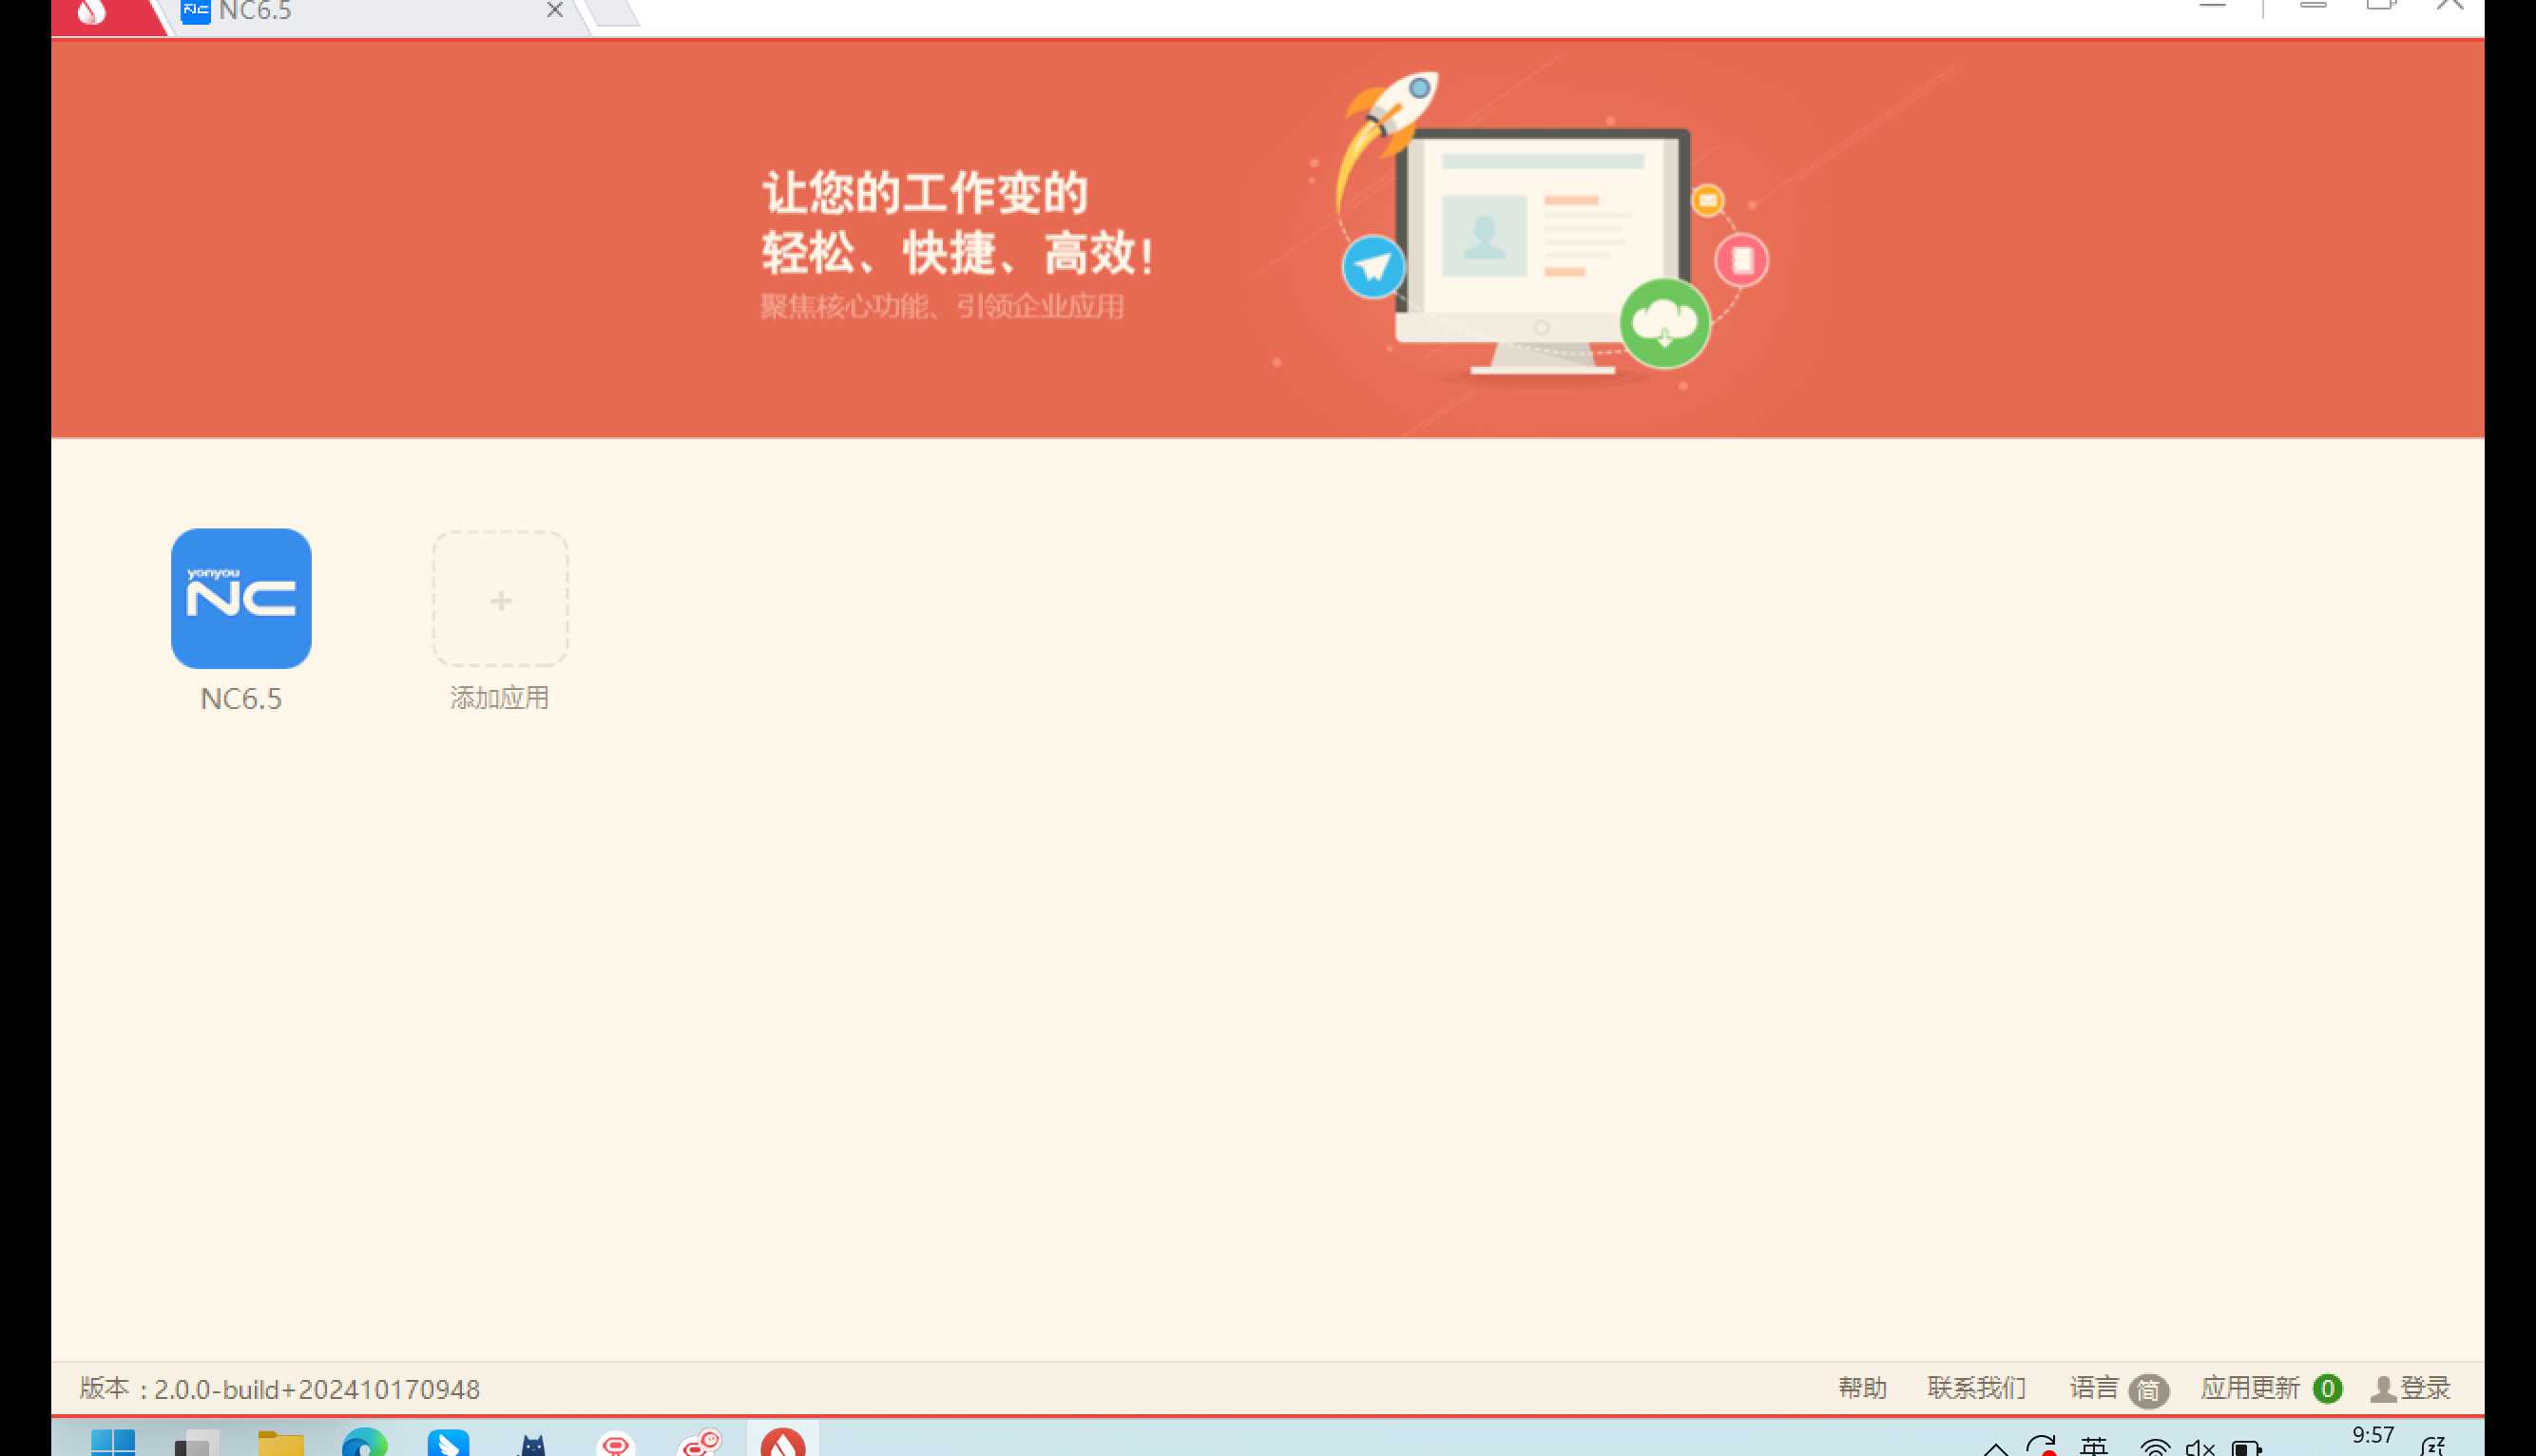 NC6.5
让您的工作变的
轻松、快捷、高效!
聚焦核心功能、引领企业应用
yonyou
NC
NC6.5
+
添加应用
版本：2.0.0-build+202410170948
帮助 联系我们 语言 简 应用更新 0 登录
英 9:57